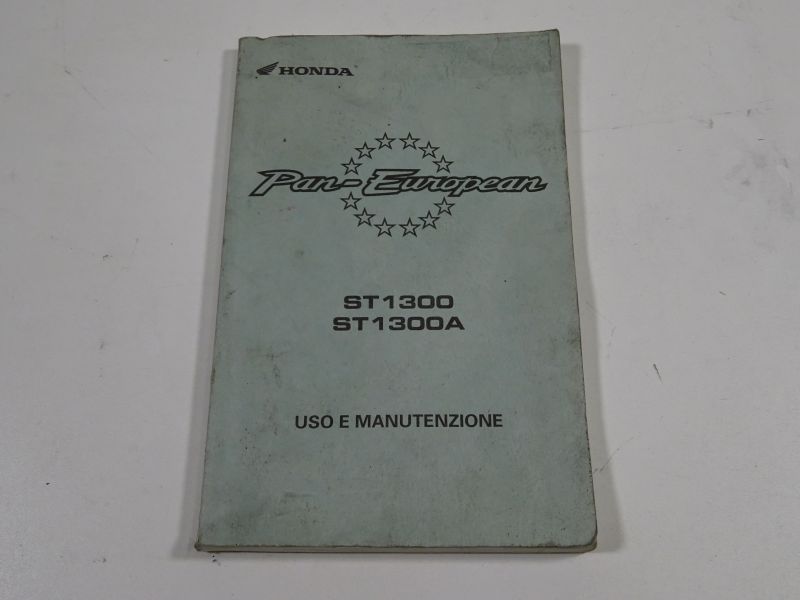 HONDA
Pan-European
ST1300
ST1300A
USO E MANUTENZIONE